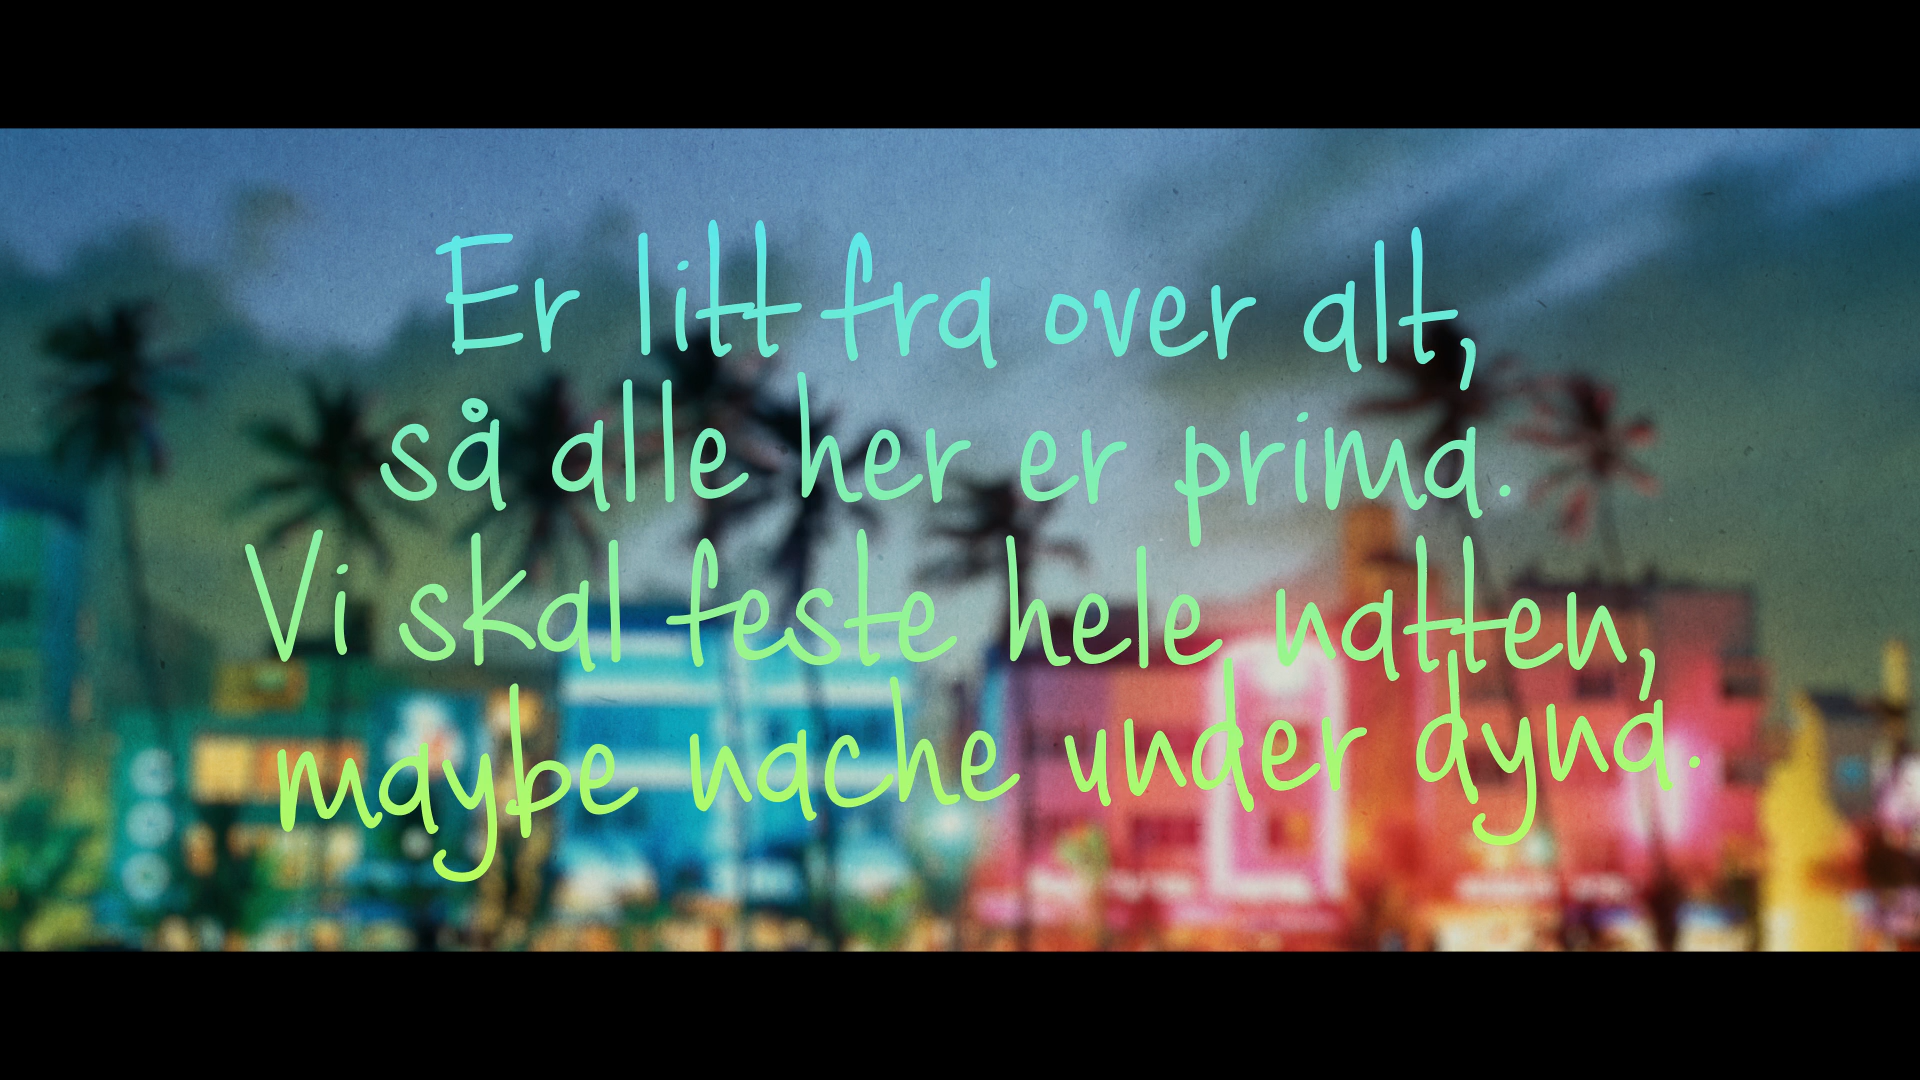 Er litt fra over alt,
så alle her er prima.
Vi skal feste hele natten,
maybe nache under dyna.